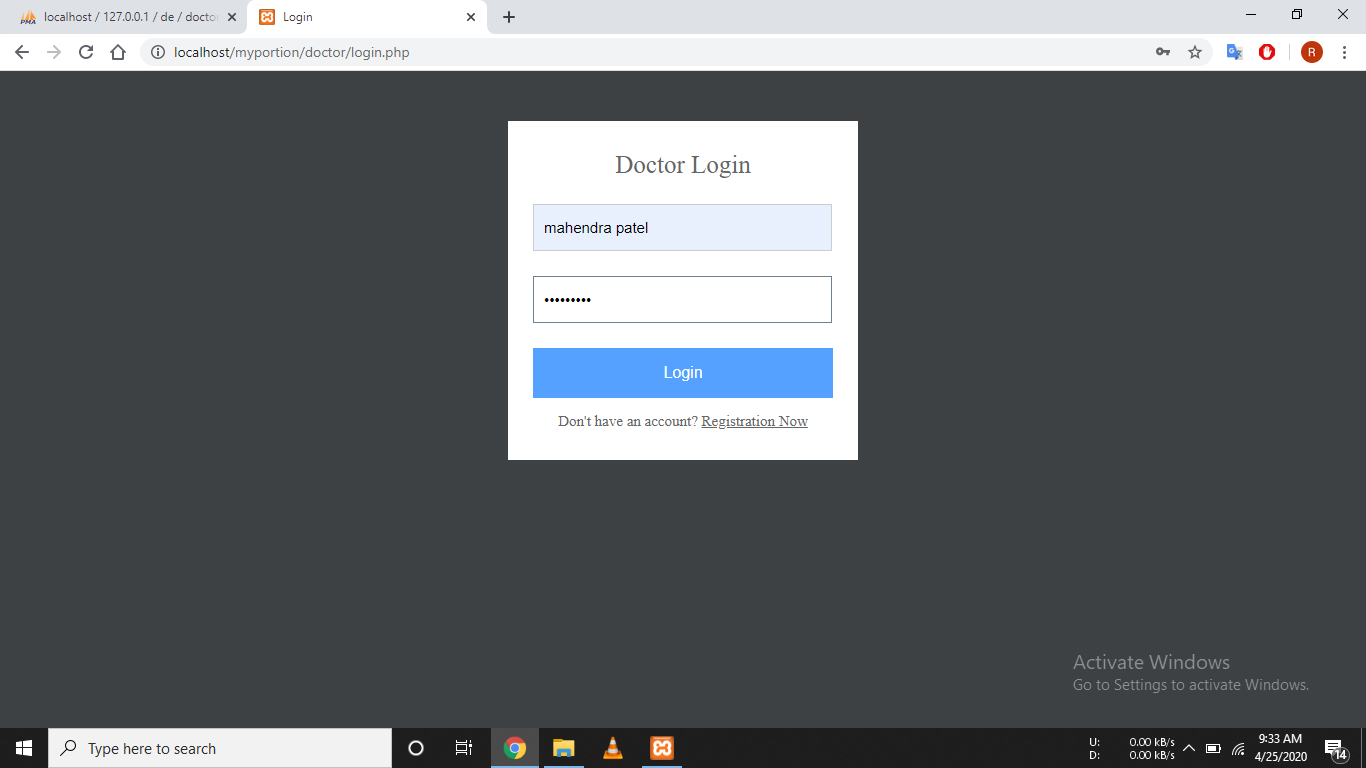 localhost / 127.0.0.1 / de / doctor
Login
localhost/myportion/doctor/login.php
R
Doctor Login
mahendra patel
•••••••••
Login
Don't have an account? Registration Now
Activate Windows
Go to Settings to activate Windows.
Type here to search
U: 0.00 kB/s
D: 0.00 kB/s
9:33 AM
4/25/2020
14